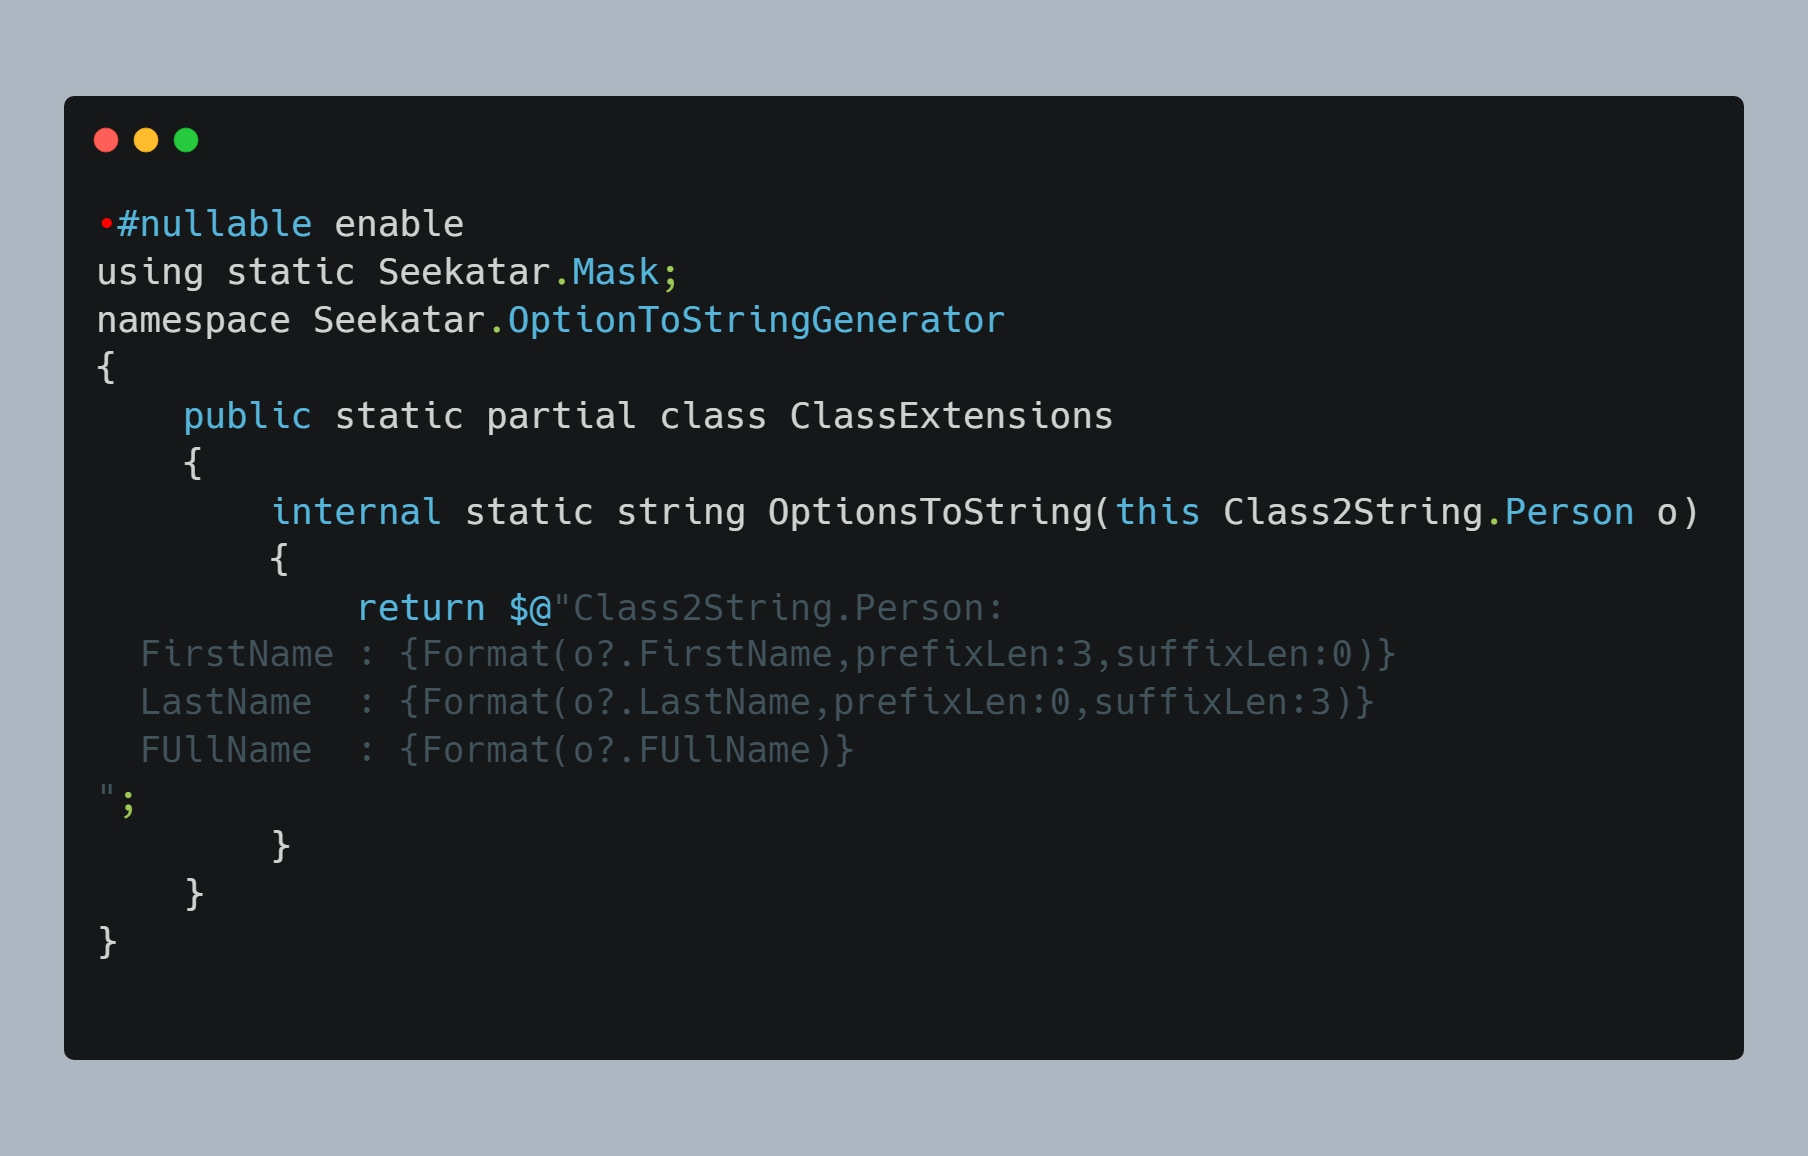 •#nullable enable
using static Seekatar.Mask;
namespace Seekatar.OptionToStringGenerator
{
    public static partial class ClassExtensions
    {
        internal static string OptionsToString(this Class2String.Person o)
        {
            return $@"Class2String.Person:
  FirstName : {Format(o?.FirstName,prefixLen:3,suffixLen:0)}
  LastName  : {Format(o?.LastName,prefixLen:0,suffixLen:3)}
  FUllName  : {Format(o?.FUllName)}
";
        }
    }
}